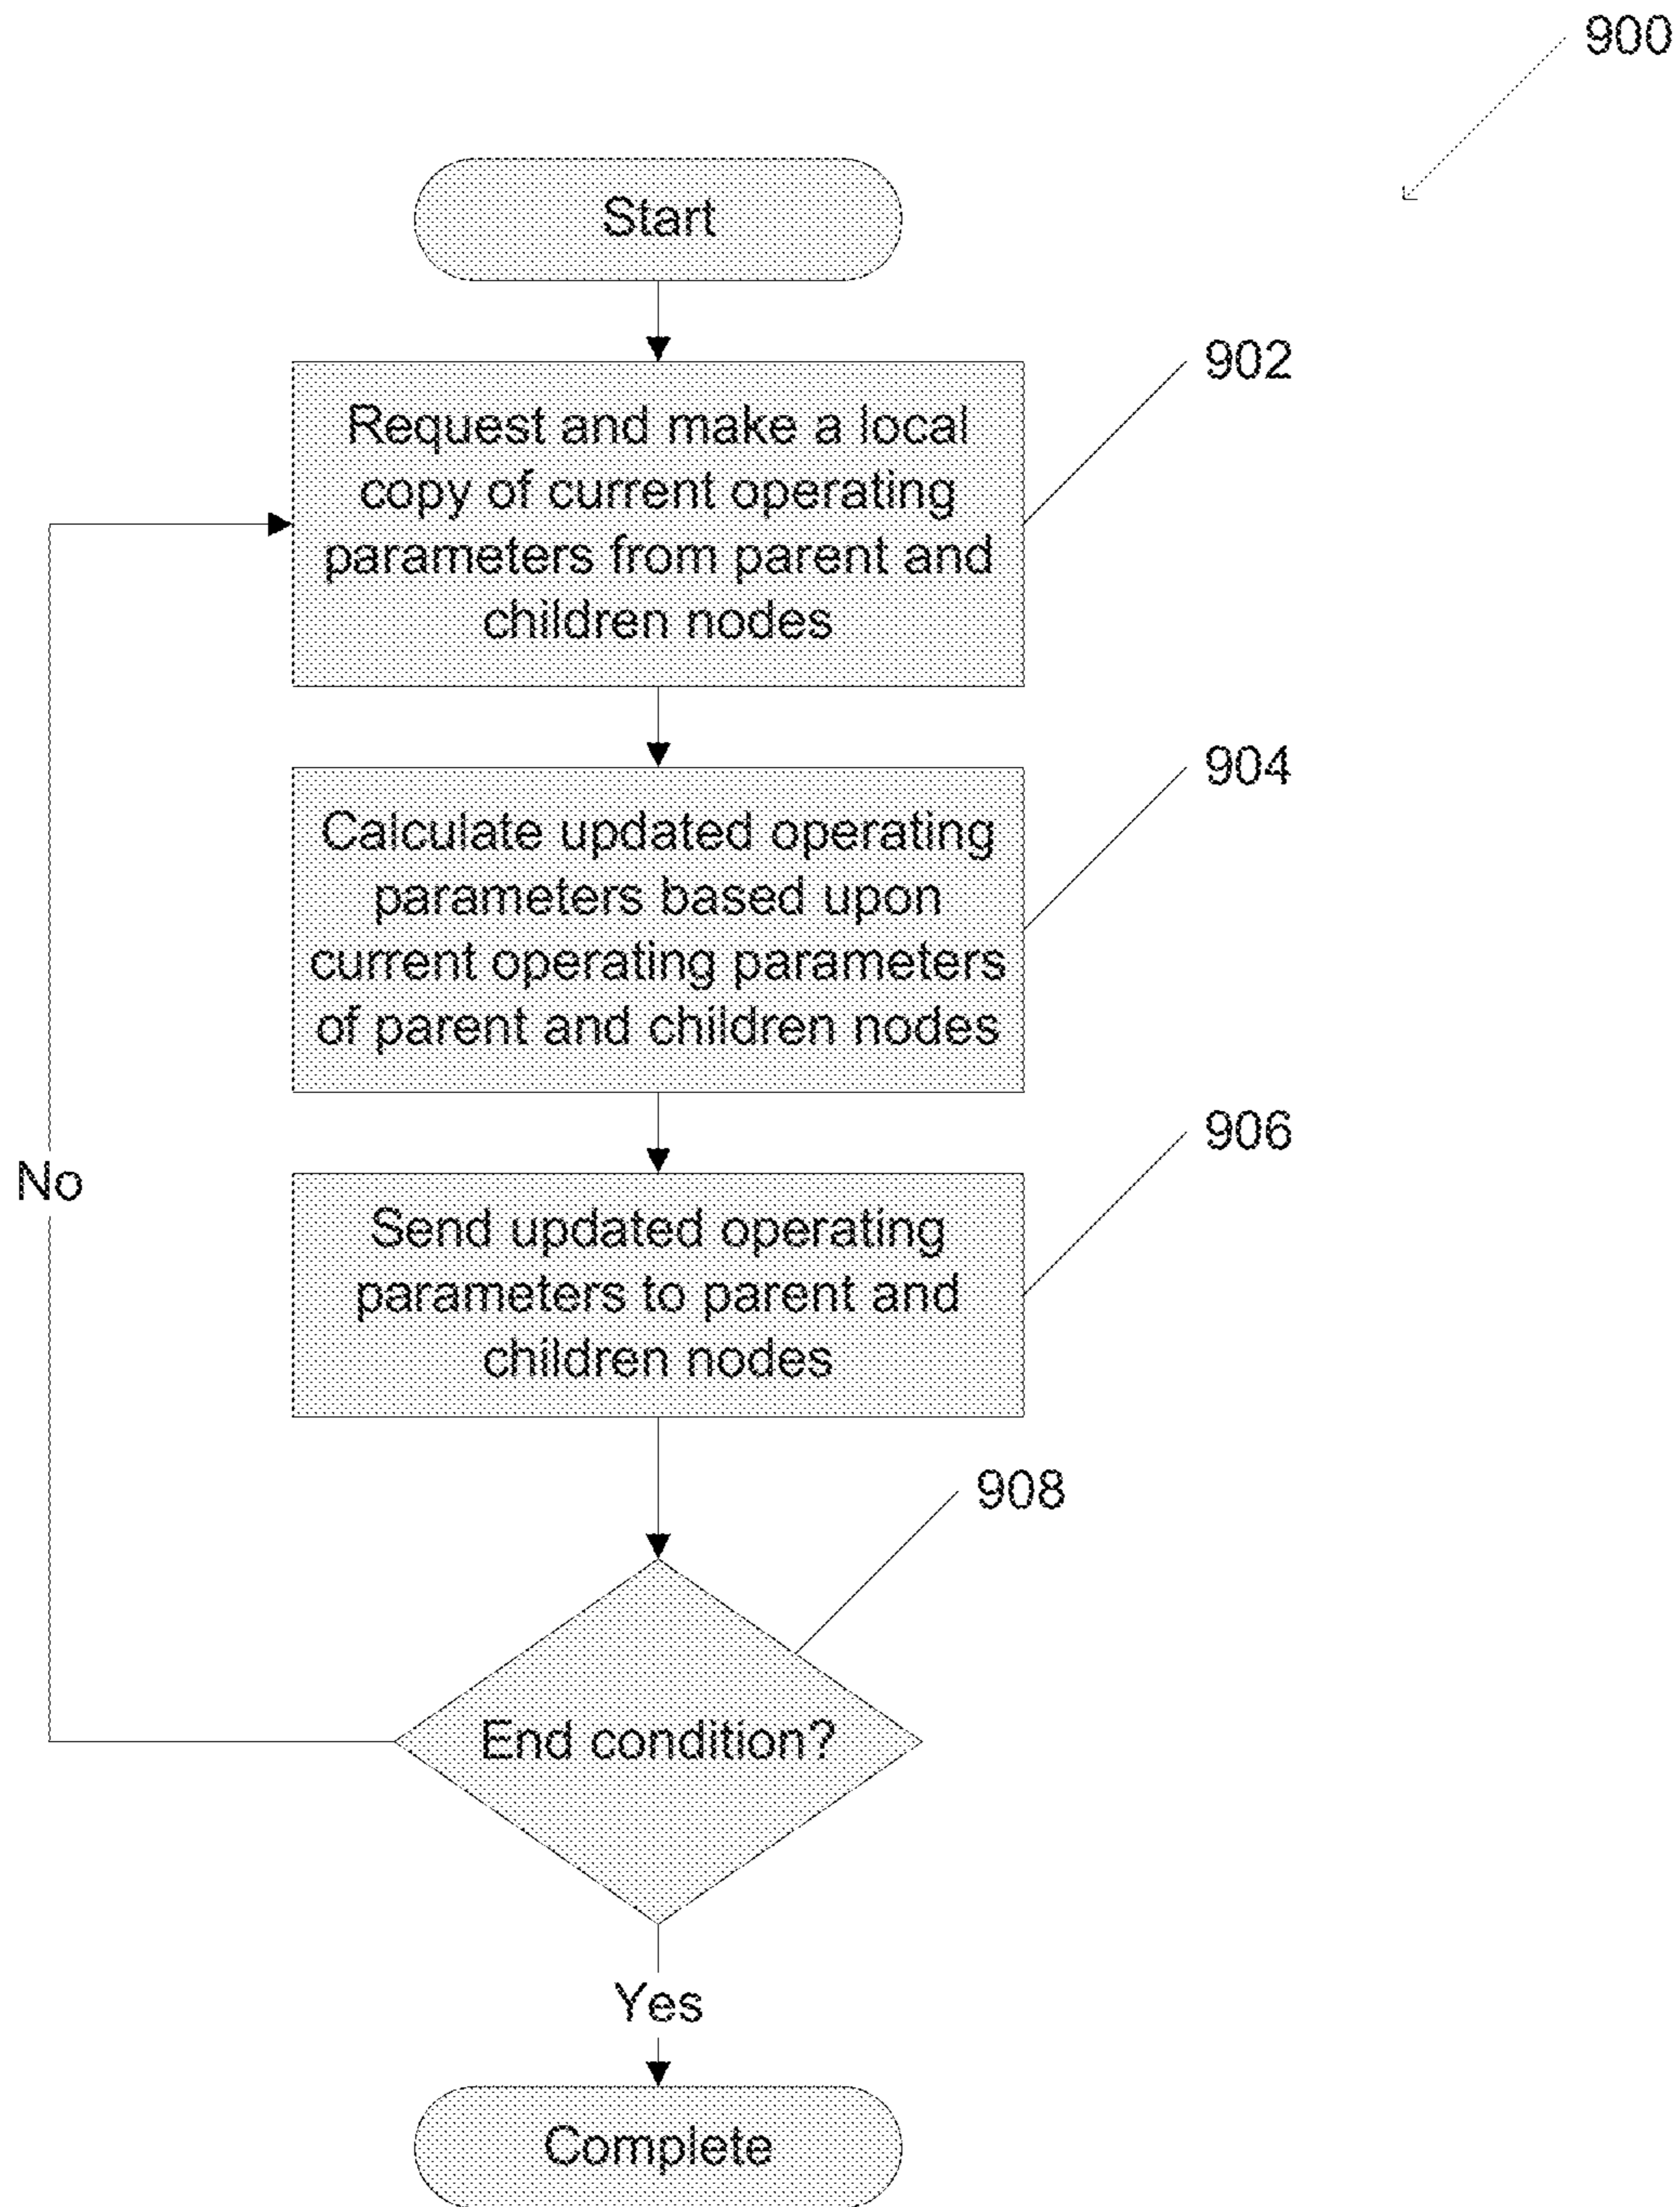 900
Start
902
Request and make a local
copy of current operating
parameters from parent and
children nodes
904
Calculate updated operating
parameters based upon
current operating parameters
of parent and children nodes
906
No
Send updated operating
parameters to parent and
children nodes
908
End condition?
Yes
Complete